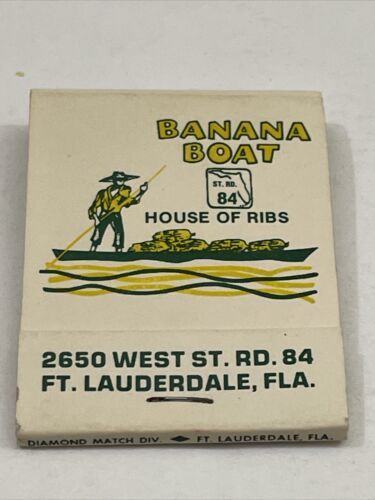 BANANA
BOAT
ST. RD.
84
HOUSE OF RIBS
2650 WEST ST. RD. 84
FT. LAUDERDALE, FLA.
DIAMOND MATCH DIV. ◆ FT. LAUDERDALE, FLA.